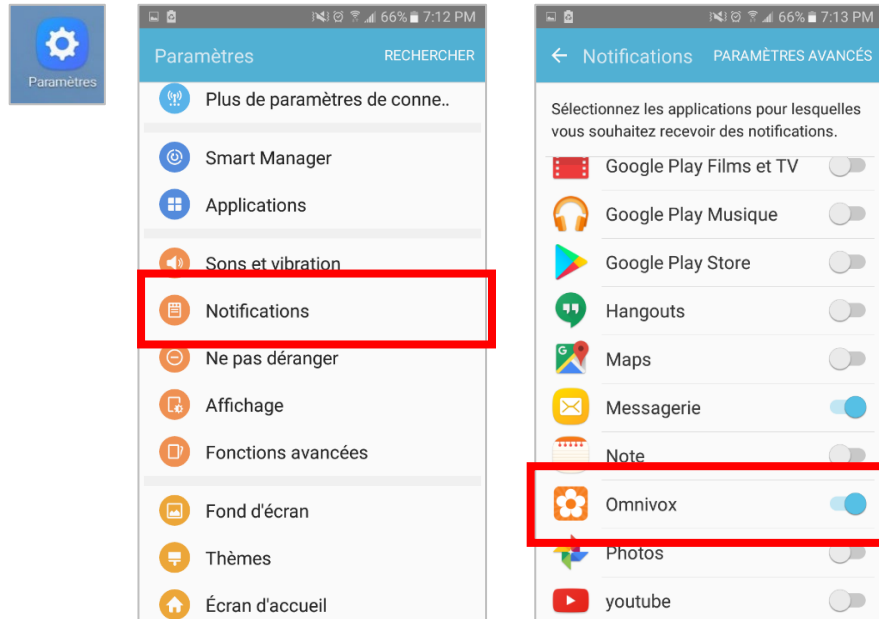 Paramètres
66% 7:12 PM
Paramètres RECHERCHER
Plus de paramètres de conne..
Smart Manager
Applications
Sons et vibration
Notifications
Ne pas déranger
Affichage
Fonctions avancées
Fond d'écran
Thèmes
Écran d'accueil
66% 7:13 PM
Notifications PARAMÈTRES AVANCÉS
Sélectionnez les applications pour lesquelles
vous souhaitez recevoir des notifications.
Google Play Films et TV
Google Play Musique
Google Play Store
Hangouts
Maps
Messagerie
Note
Omnivox
Photos
youtube